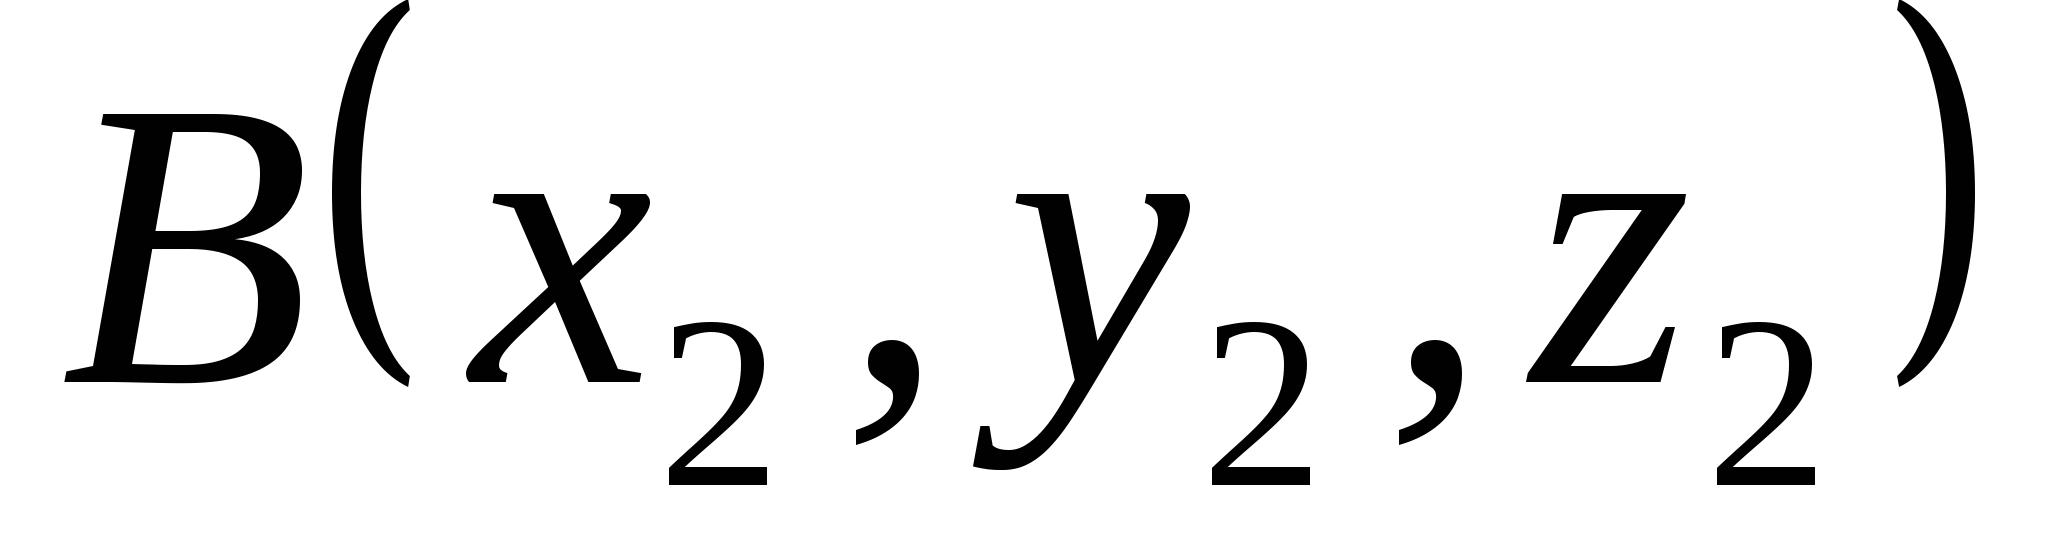 B(x₂, y₂, z₂)